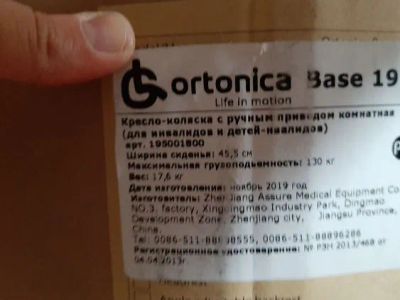 ortonica Base 19
Life in motion
Кресло-коляска с ручным приводом комнатная
(для инвалидов и детей-инвалидов)
арт. 195001800
Ширина сиденья: 45,5 см
Максимальная грузоподъемность: 130 кг
Вес: 17,6 кг
Дата изготовления: ноябрь 2019 год
Изготовитель: Zhenjiang Assure Medical Equipment Co
NO.3, factory, Xingmingmao Industry Park, Dingmao
Development Zone, Zhenjiang city, Jiangsu Province,
China.
Tel: 0086-511-88898555, 0086-511-88896286
Регистрационное удостоверение: № РЗН 2013/468 от
04.04.2013г.